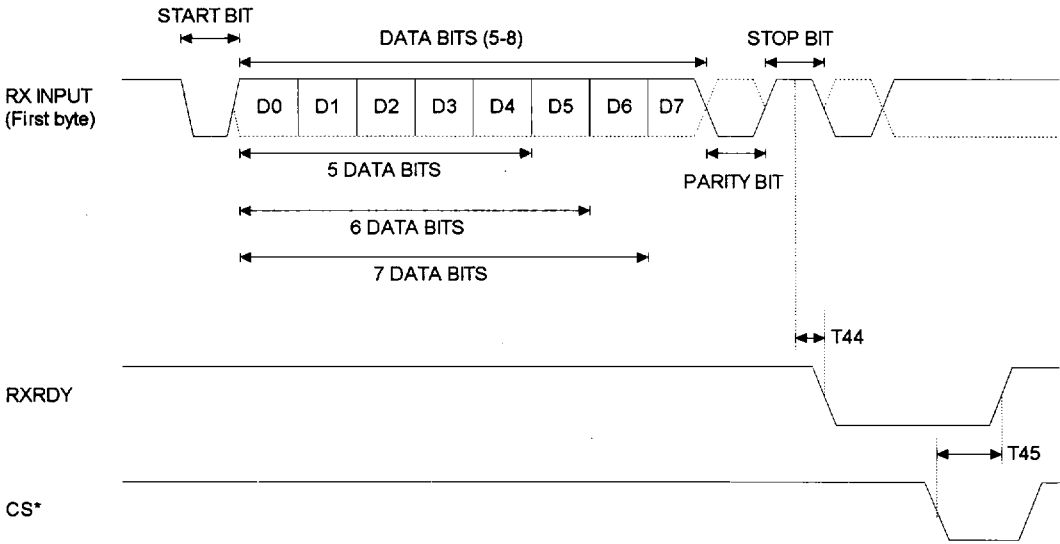 START BIT
DATA BITS (5-8)
STOP BIT
RX INPUT
(First byte)
D0 D1 D2 D3 D4 D5 D6 D7
5 DATA BITS
PARITY BIT
6 DATA BITS
7 DATA BITS
T44
RXRDY
T45
CS*